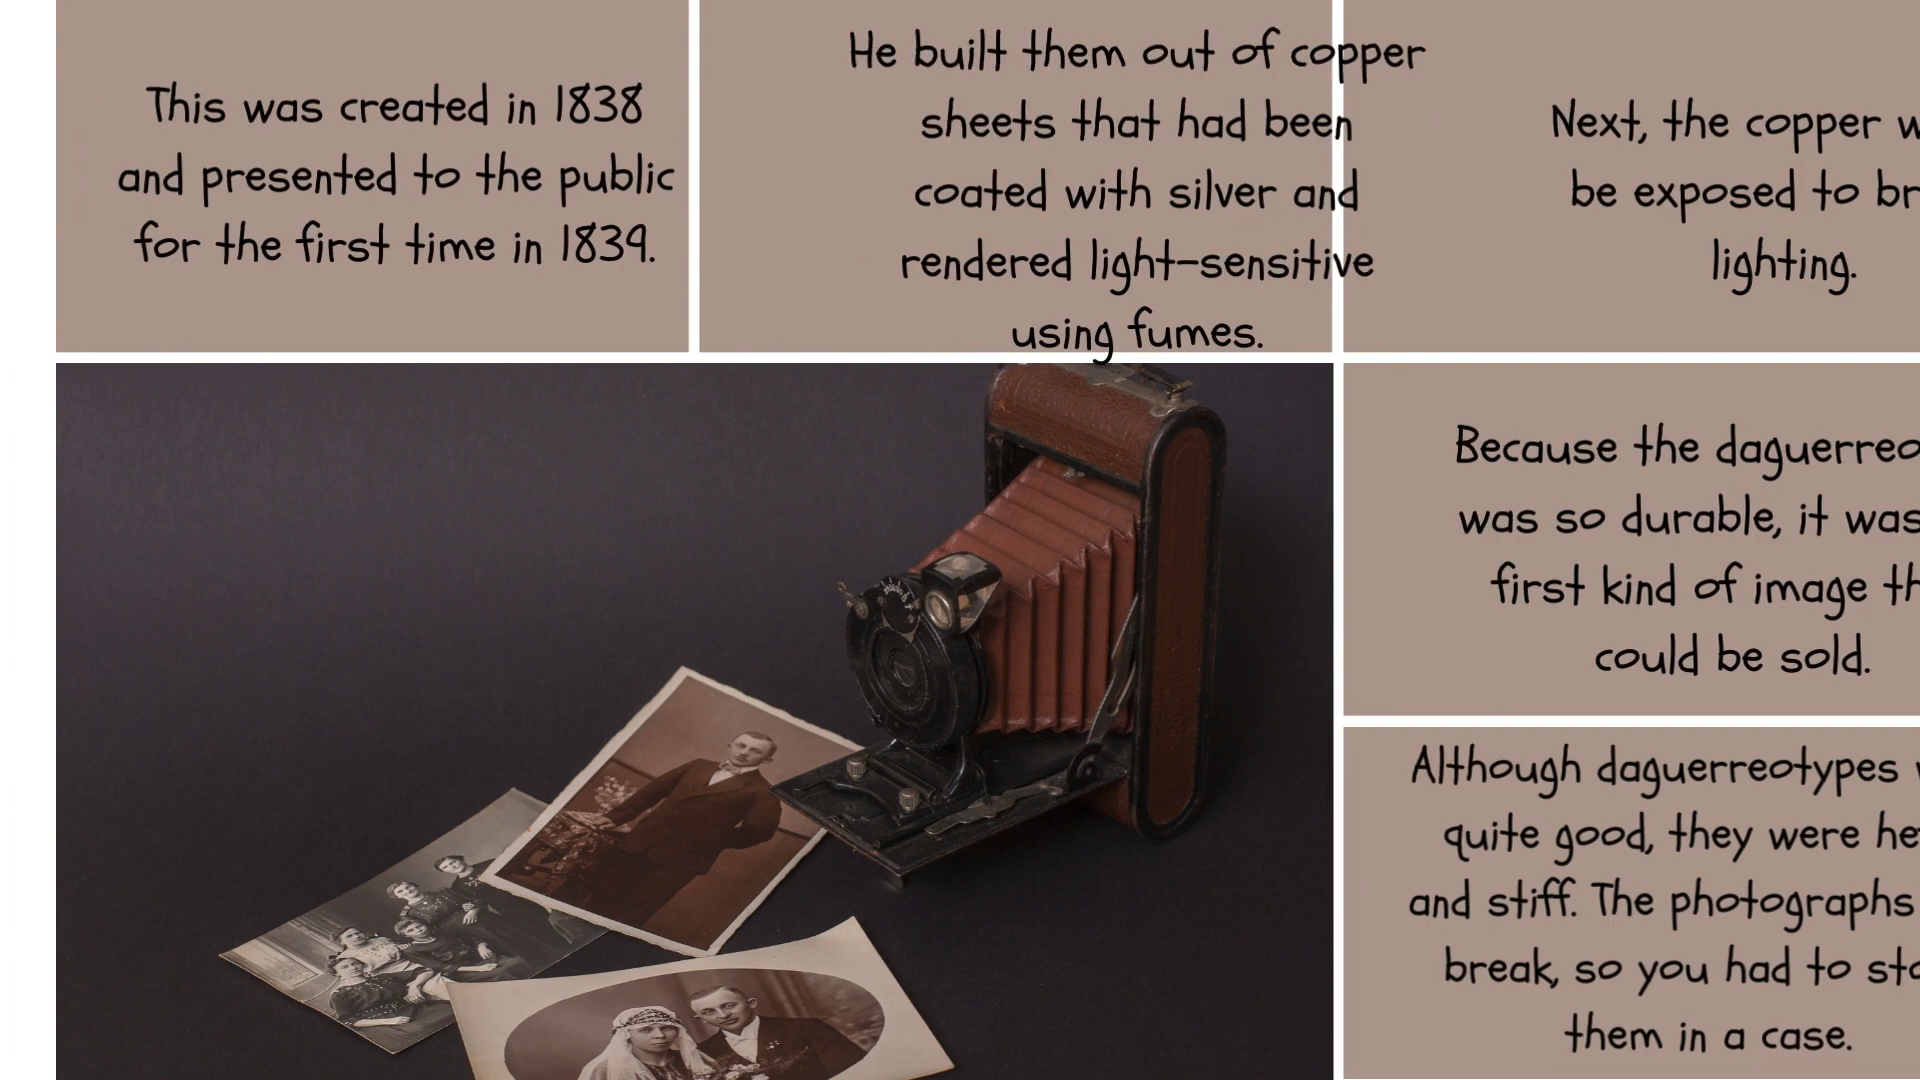 This was created in 1838
and presented to the public
for the first time in 1839.
He built them out of copper
sheets that had been
coated with silver and
rendered light-sensitive
using fumes.
Next, the copper
be exposed to
lighting.
Because the
was so durable, it was
first kind of image
could be sold.
Although daguerreotypes
quite good, they were
and stiff. The photographs
break, so you had to
them in a case.